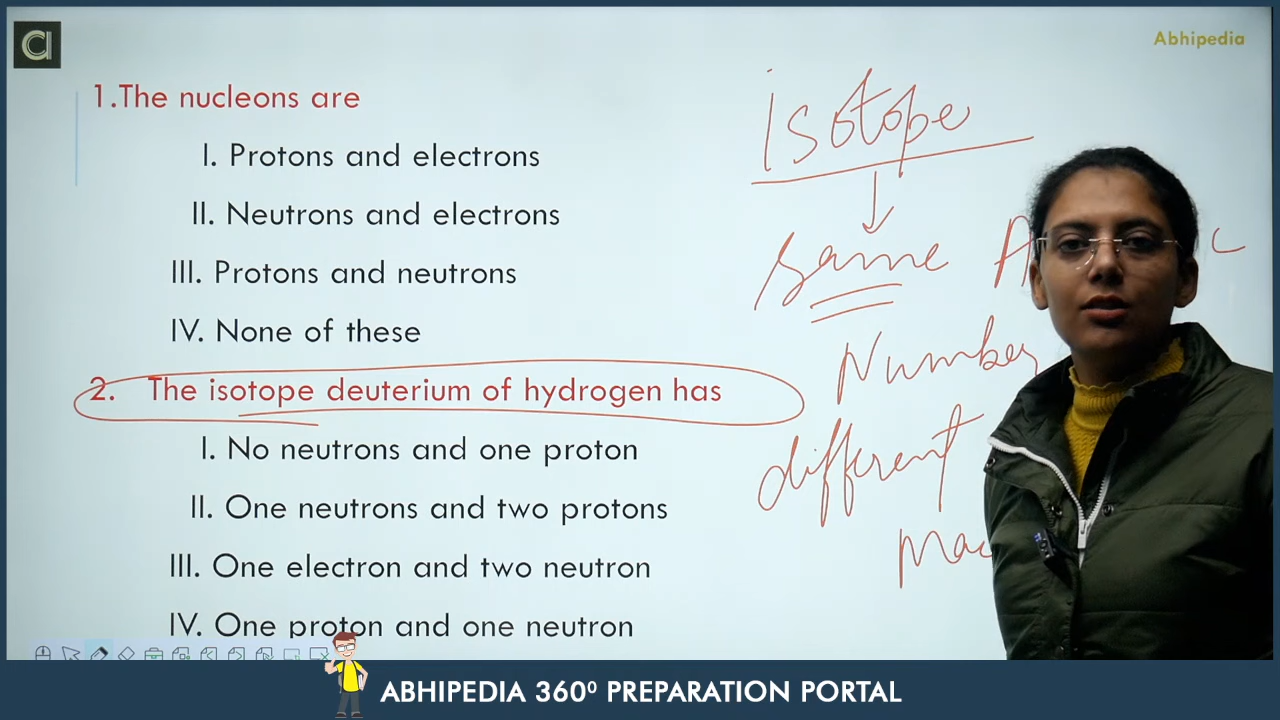 Abhipedia
1.The nucleons are
I. Protons and electrons
II. Neutrons and electrons
III. Protons and neutrons
IV. None of these
2. The isotope deuterium of hydrogen has
I. No neutrons and one proton
II. One neutrons and two protons
III. One electron and two neutron
IV. One proton and one neutron
isotope
same
Number
different
ABHIPEDIA 360⁰ PREPARATION PORTAL